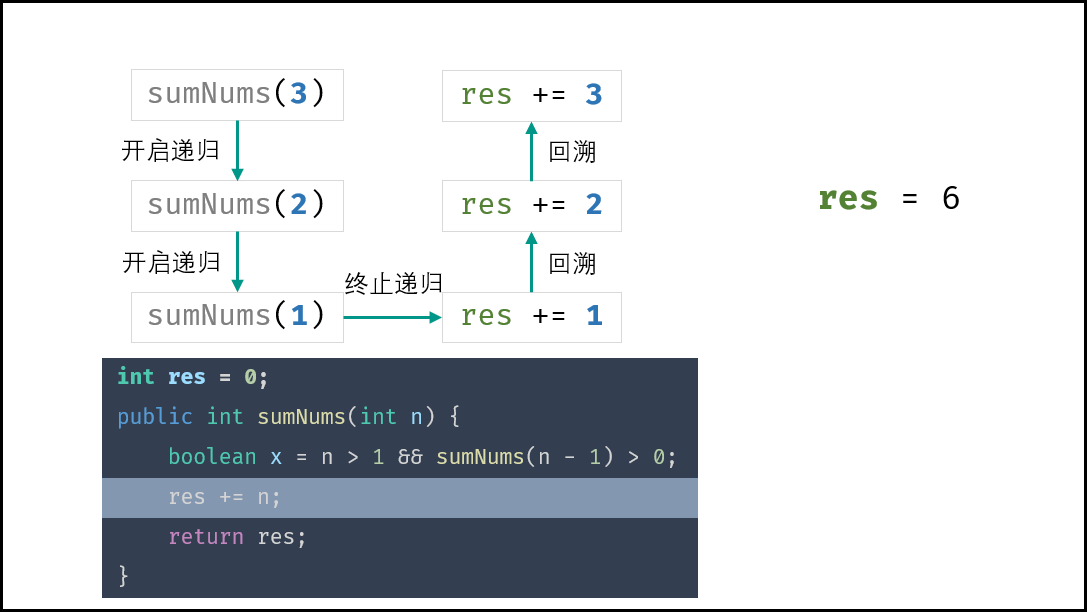 sumNums(3)
res += 3
开启递归
回溯
sumNums(2)
res += 2
res = 6
开启递归
回溯
终止递归
sumNums(1)
res += 1
int res = 0;
public int sumNums(int n) {
    boolean x = n > 1 && sumNums(n - 1) > 0;
    res += n;
    return res;
}